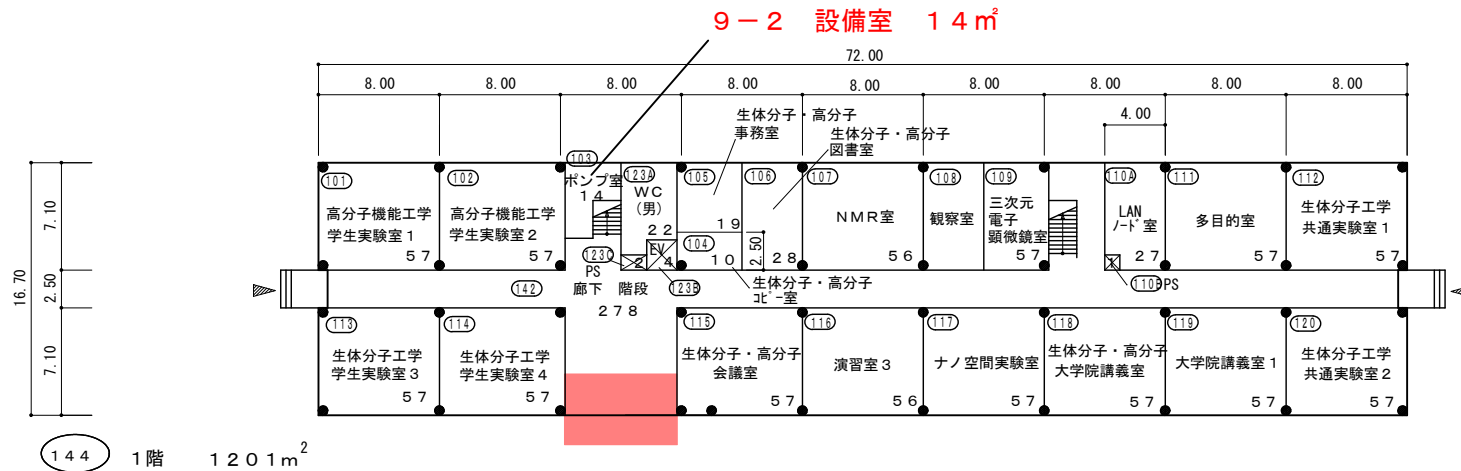 9－2　設備室　14㎡
72.00
8.00 8.00 8.00 8.00 8.00 8.00 8.00 8.00 8.00
4.00
生体分子・高分子
事務室
生体分子・高分子
図書室
16.70
7.10
2.50
7.10
101
高分子機能工学
学生実験室１
57
102
高分子機能工学
学生実験室２
57
103
ポンプ室
14
123A
WC
(男)
22
EV
4
123C
2
PS
123B
105
19
104
10
2.50
106
28
生体分子・高分子
ｺﾋﾟｰ室
107
NMR室
56
108
観察室
109
三次元
電子
顕微鏡室
57
110A
LAN
ﾉｰﾄﾞ室
27
1
110B PS
111
多目的室
57
112
生体分子工学
共通実験室１
57
142
廊下　階段
278
113
生体分子工学
学生実験室３
57
114
生体分子工学
学生実験室４
57
115
生体分子・高分子
会議室
57
116
演習室３
56
117
ナノ空間実験室
57
118
生体分子・高分子
大学院講義室
57
119
大学院講義室１
57
120
生体分子工学
共通実験室２
57
144　1階　1201m²